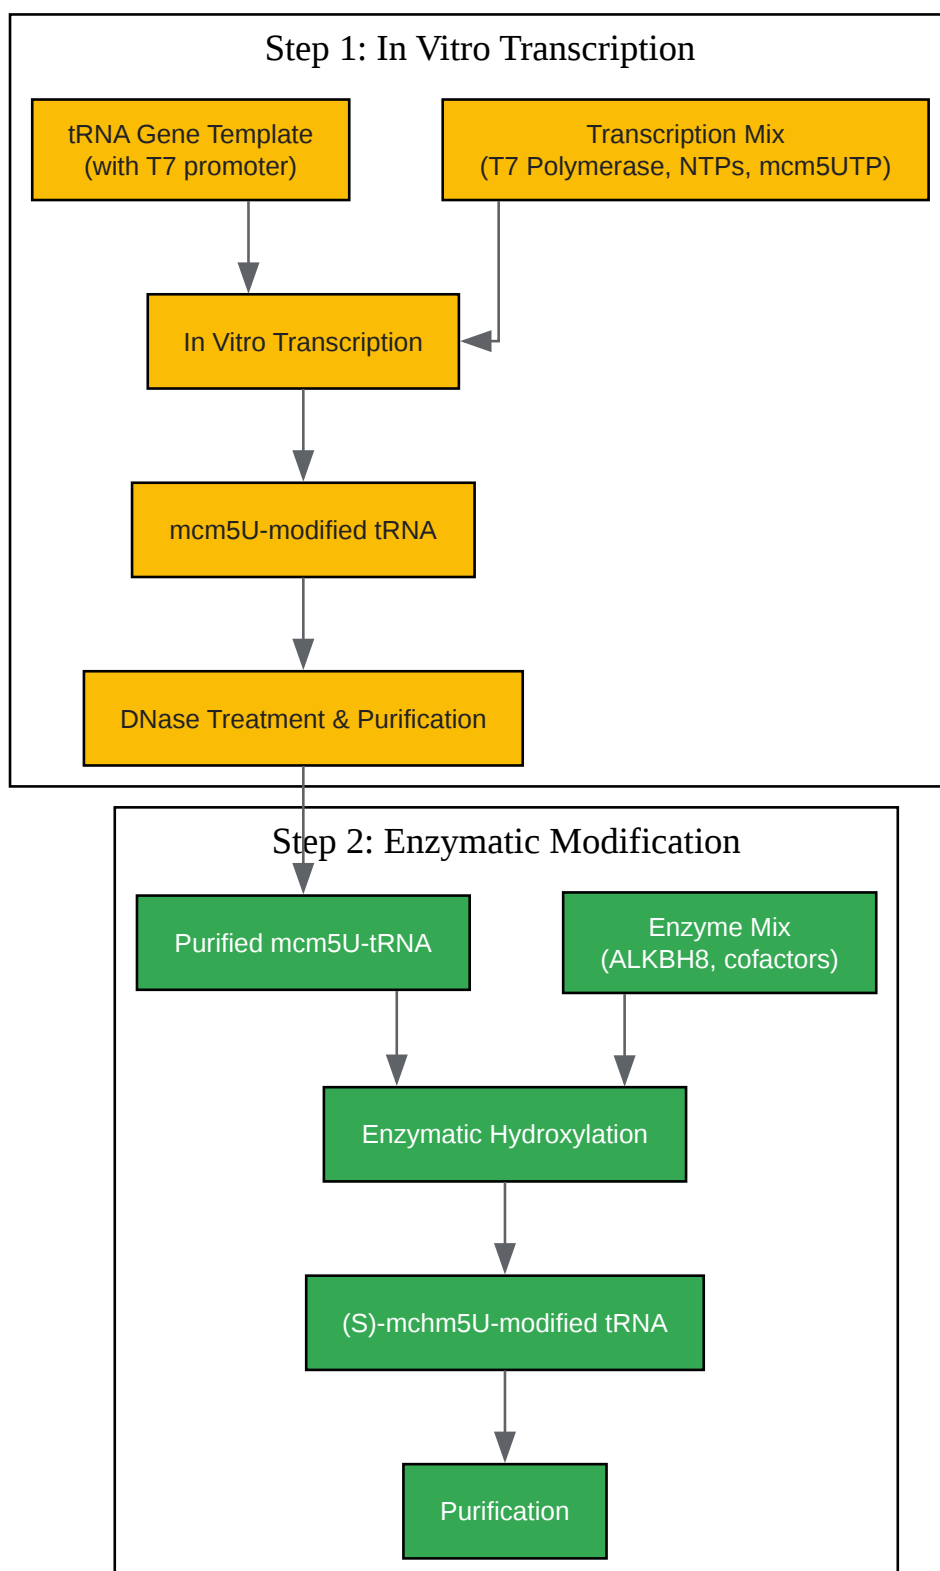 Step 1: In Vitro Transcription
tRNA Gene Template
(with T7 promoter)
Transcription Mix
(T7 Polymerase, NTPs, mcm5UTP)
In Vitro Transcription
mcm5U-modified tRNA
DNase Treatment & Purification
Step 2: Enzymatic Modification
Purified mcm5U-tRNA
Enzyme Mix
(ALKBH8, cofactors)
Enzymatic Hydroxylation
(S)-mchm5U-modified tRNA
Purification